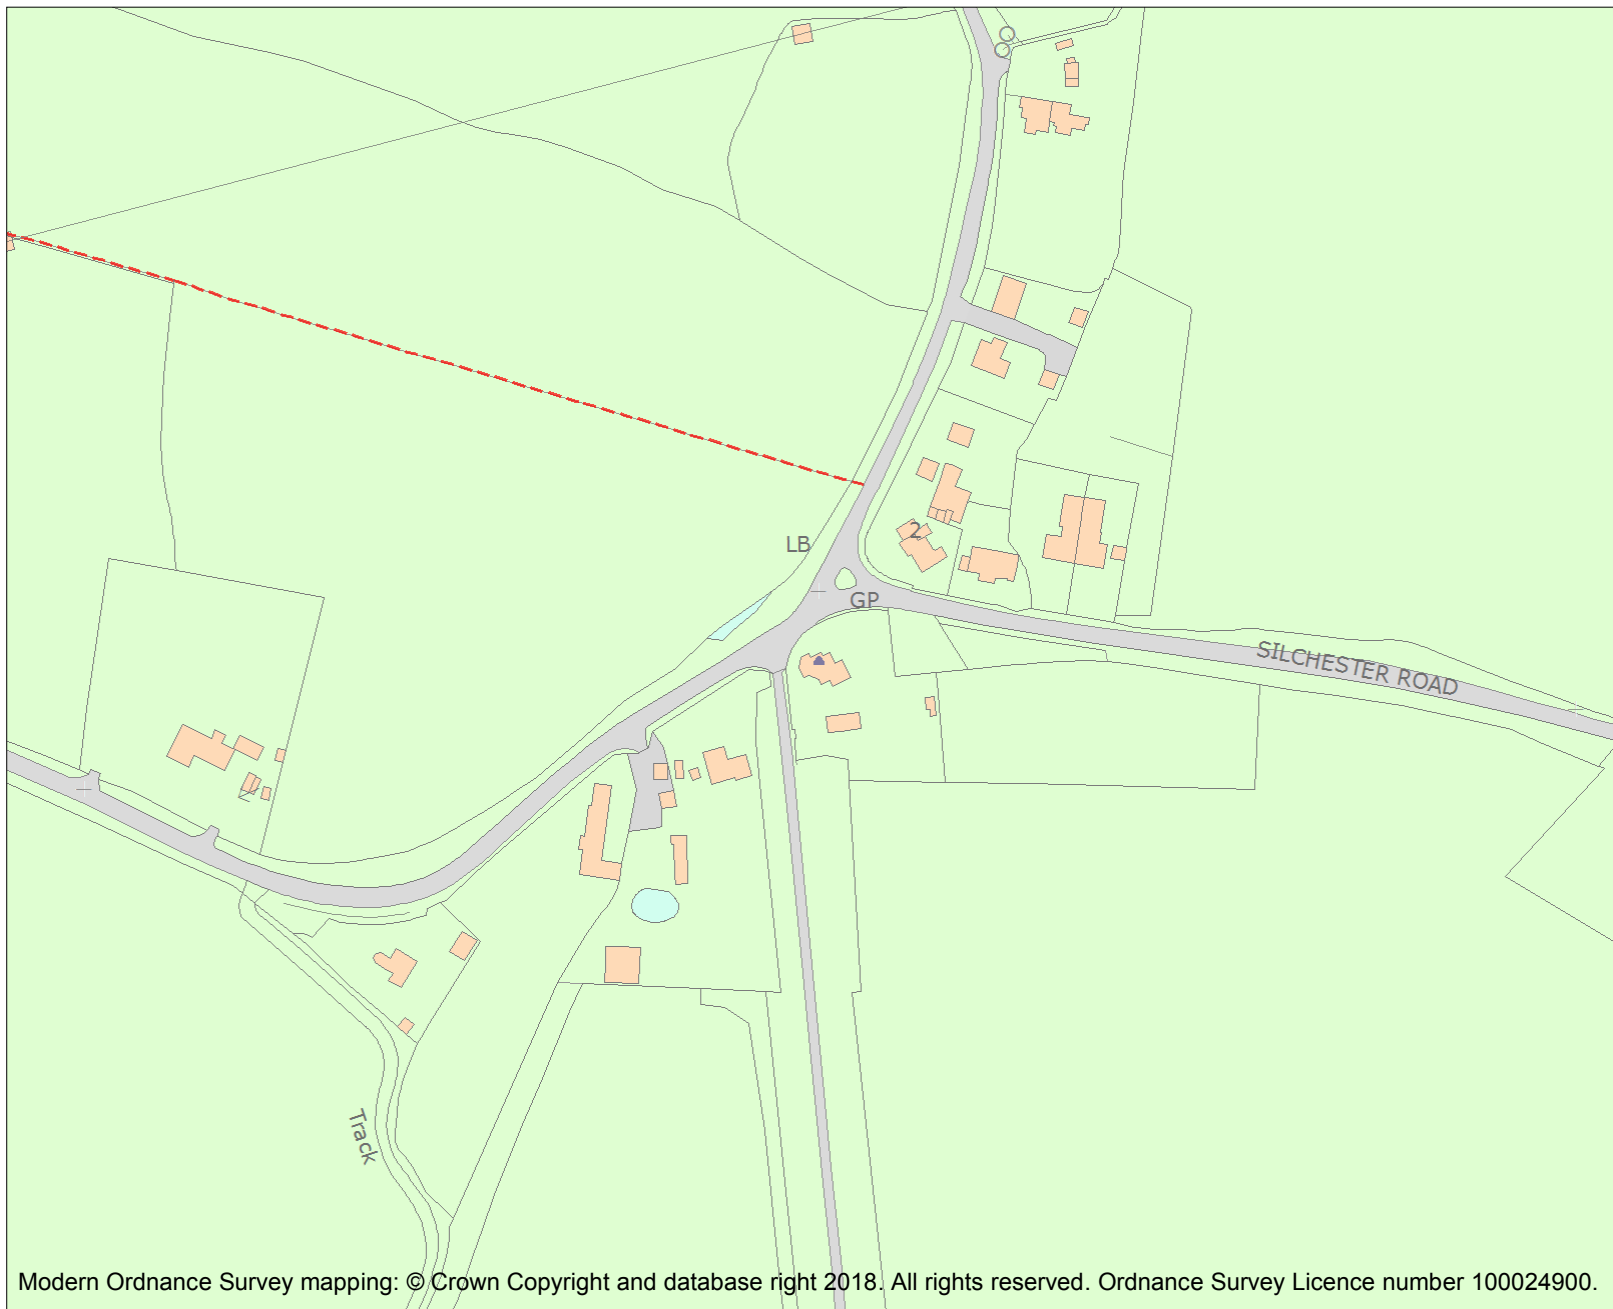 2
LB
GP
SILCHESTER ROAD
Track
Modern Ordnance Survey mapping: © Crown Copyright and database right 2018. All rights reserved. Ordnance Survey Licence number 100024900.